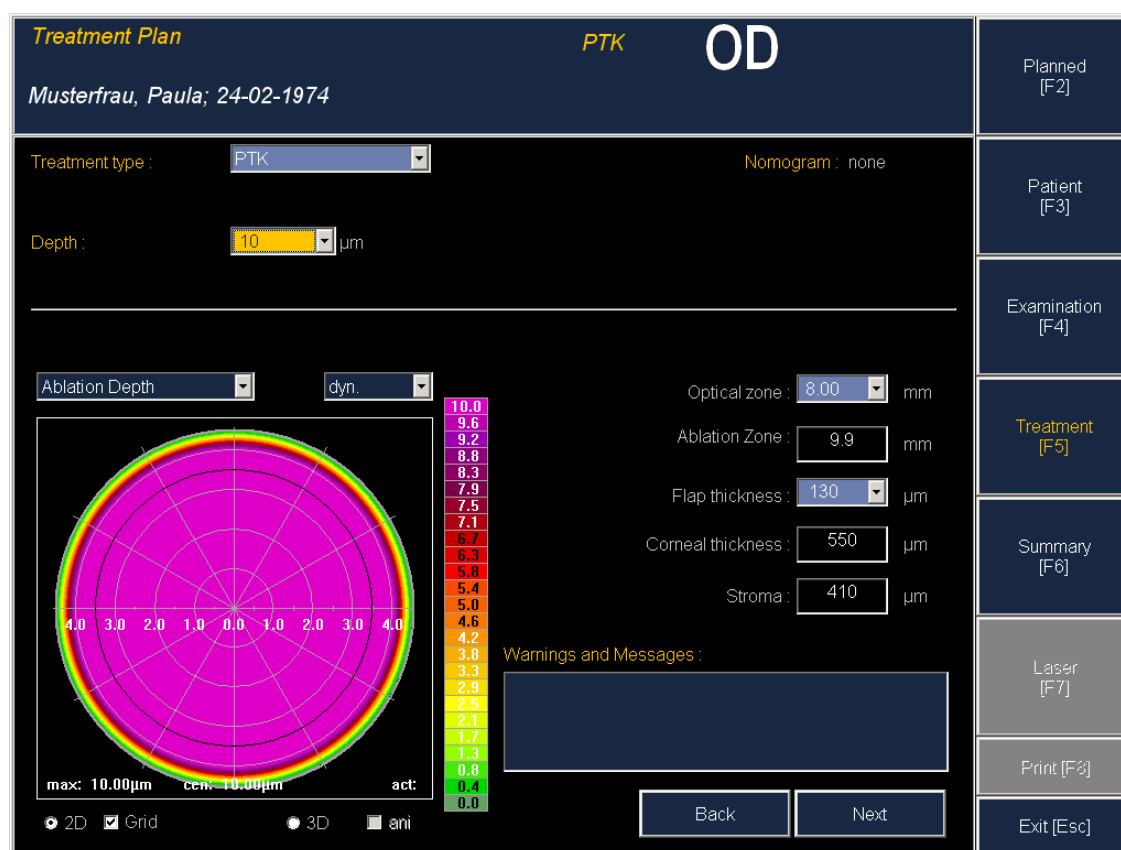 Treatment Plan
PTK
OD
Musterfrau, Paula; 24-02-1974
Planned
[F2]
Treatment type :
PTK
Nomogram : none
Patient
[F3]
Depth :
10
µm
Examination
[F4]
Ablation Depth
dyn.
Optical zone :
8.00
mm
Ablation Zone :
9.9
mm
Flap thickness :
130
µm
Corneal thickness :
550
µm
Stroma :
410
µm
Treatment
[F5]
Summary
[F6]
10.0
9.6
9.2
8.8
8.3
7.9
7.5
7.1
6.7
6.3
5.8
5.4
5.0
4.6
4.2
3.8
3.3
2.9
2.5
2.1
1.7
1.3
0.8
0.4
0.0
4.0 3.0 2.0 1.0 0.0 1.0 2.0 3.0 4.0
Warnings and Messages :
Laser
[F7]
max: 10.00µm cen: 10.00µm act:
Print [F8]
2D Grid 3D ani
Back
Next
Exit [Esc]